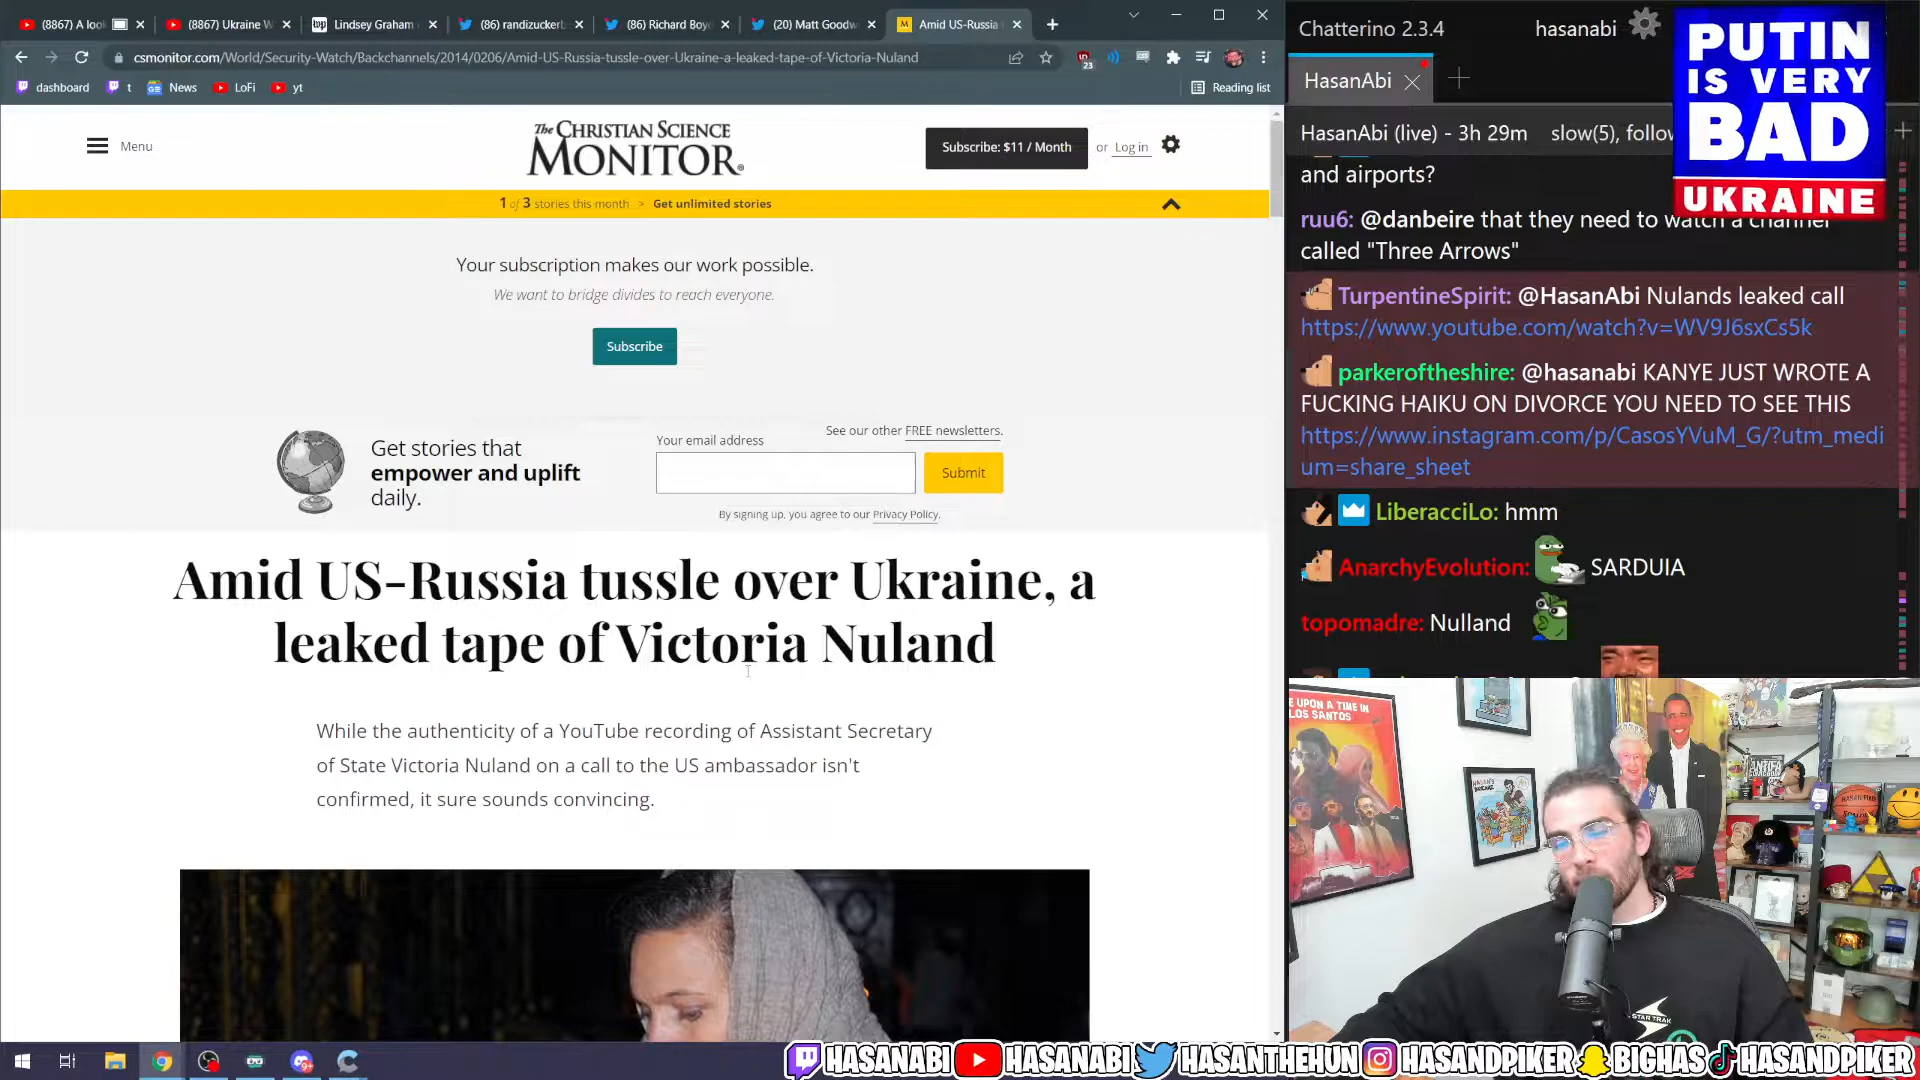 (8867) A loo
(8867) Ukraine W
Lindsey Graham
(86) randizuckerb
(86) Richard Boy
(20) Matt Goodw
Amid US-Russia
csmonitor.com/World/Security-Watch/Backchannels/2014/0206/Amid-US-Russia-tussle-over-Ukraine-a-leaked-tape-of-Victoria-Nuland
23
dashboard
t
News
LoFi
yt
Reading list
Menu
The CHRISTIAN SCIENCE
MONITOR
Subscribe: $11 / Month
or Log in
1 of 3 stories this month > Get unlimited stories
Your subscription makes our work possible.
We want to bridge divides to reach everyone.
Subscribe
Get stories that
empower and uplift
daily.
Your email address
See our other FREE newsletters.
Submit
By signing up, you agree to our Privacy Policy.
Amid US-Russia tussle over Ukraine, a
leaked tape of Victoria Nuland
While the authenticity of a YouTube recording of Assistant Secretary
of State Victoria Nuland on a call to the US ambassador isn't
confirmed, it sure sounds convincing.
Chatterino 2.3.4
hasanabi
HasanAbi
HasanAbi (live) - 3h 29m slow(5), follow
PUTIN
IS VERY
BAD
UKRAINE
and airports?
ruu6: @danbeire that they need to watch a channel
called "Three Arrows"
TurpentineSpirit: @HasanAbi Nulands leaked call
https://www.youtube.com/watch?v=WV9J6sxCs5k
parkeroftheshire: @hasanabi KANYE JUST WROTE A
FUCKING HAIKU ON DIVORCE YOU NEED TO SEE THIS
https://www.instagram.com/p/CasosYVuM_G/?utm_medi
um=share_sheet
LiberacciLo: hmm
AnarchyEvolution: SARDUIA
topomadre: Nulland
E UPON A TIME IN
LOS SANTOS
ANTIFA
STAR TRAK
HASANABI
HASANABI
HASANTHEHUN
HASANDPIKER
BIGHAS
HASANDPIKER